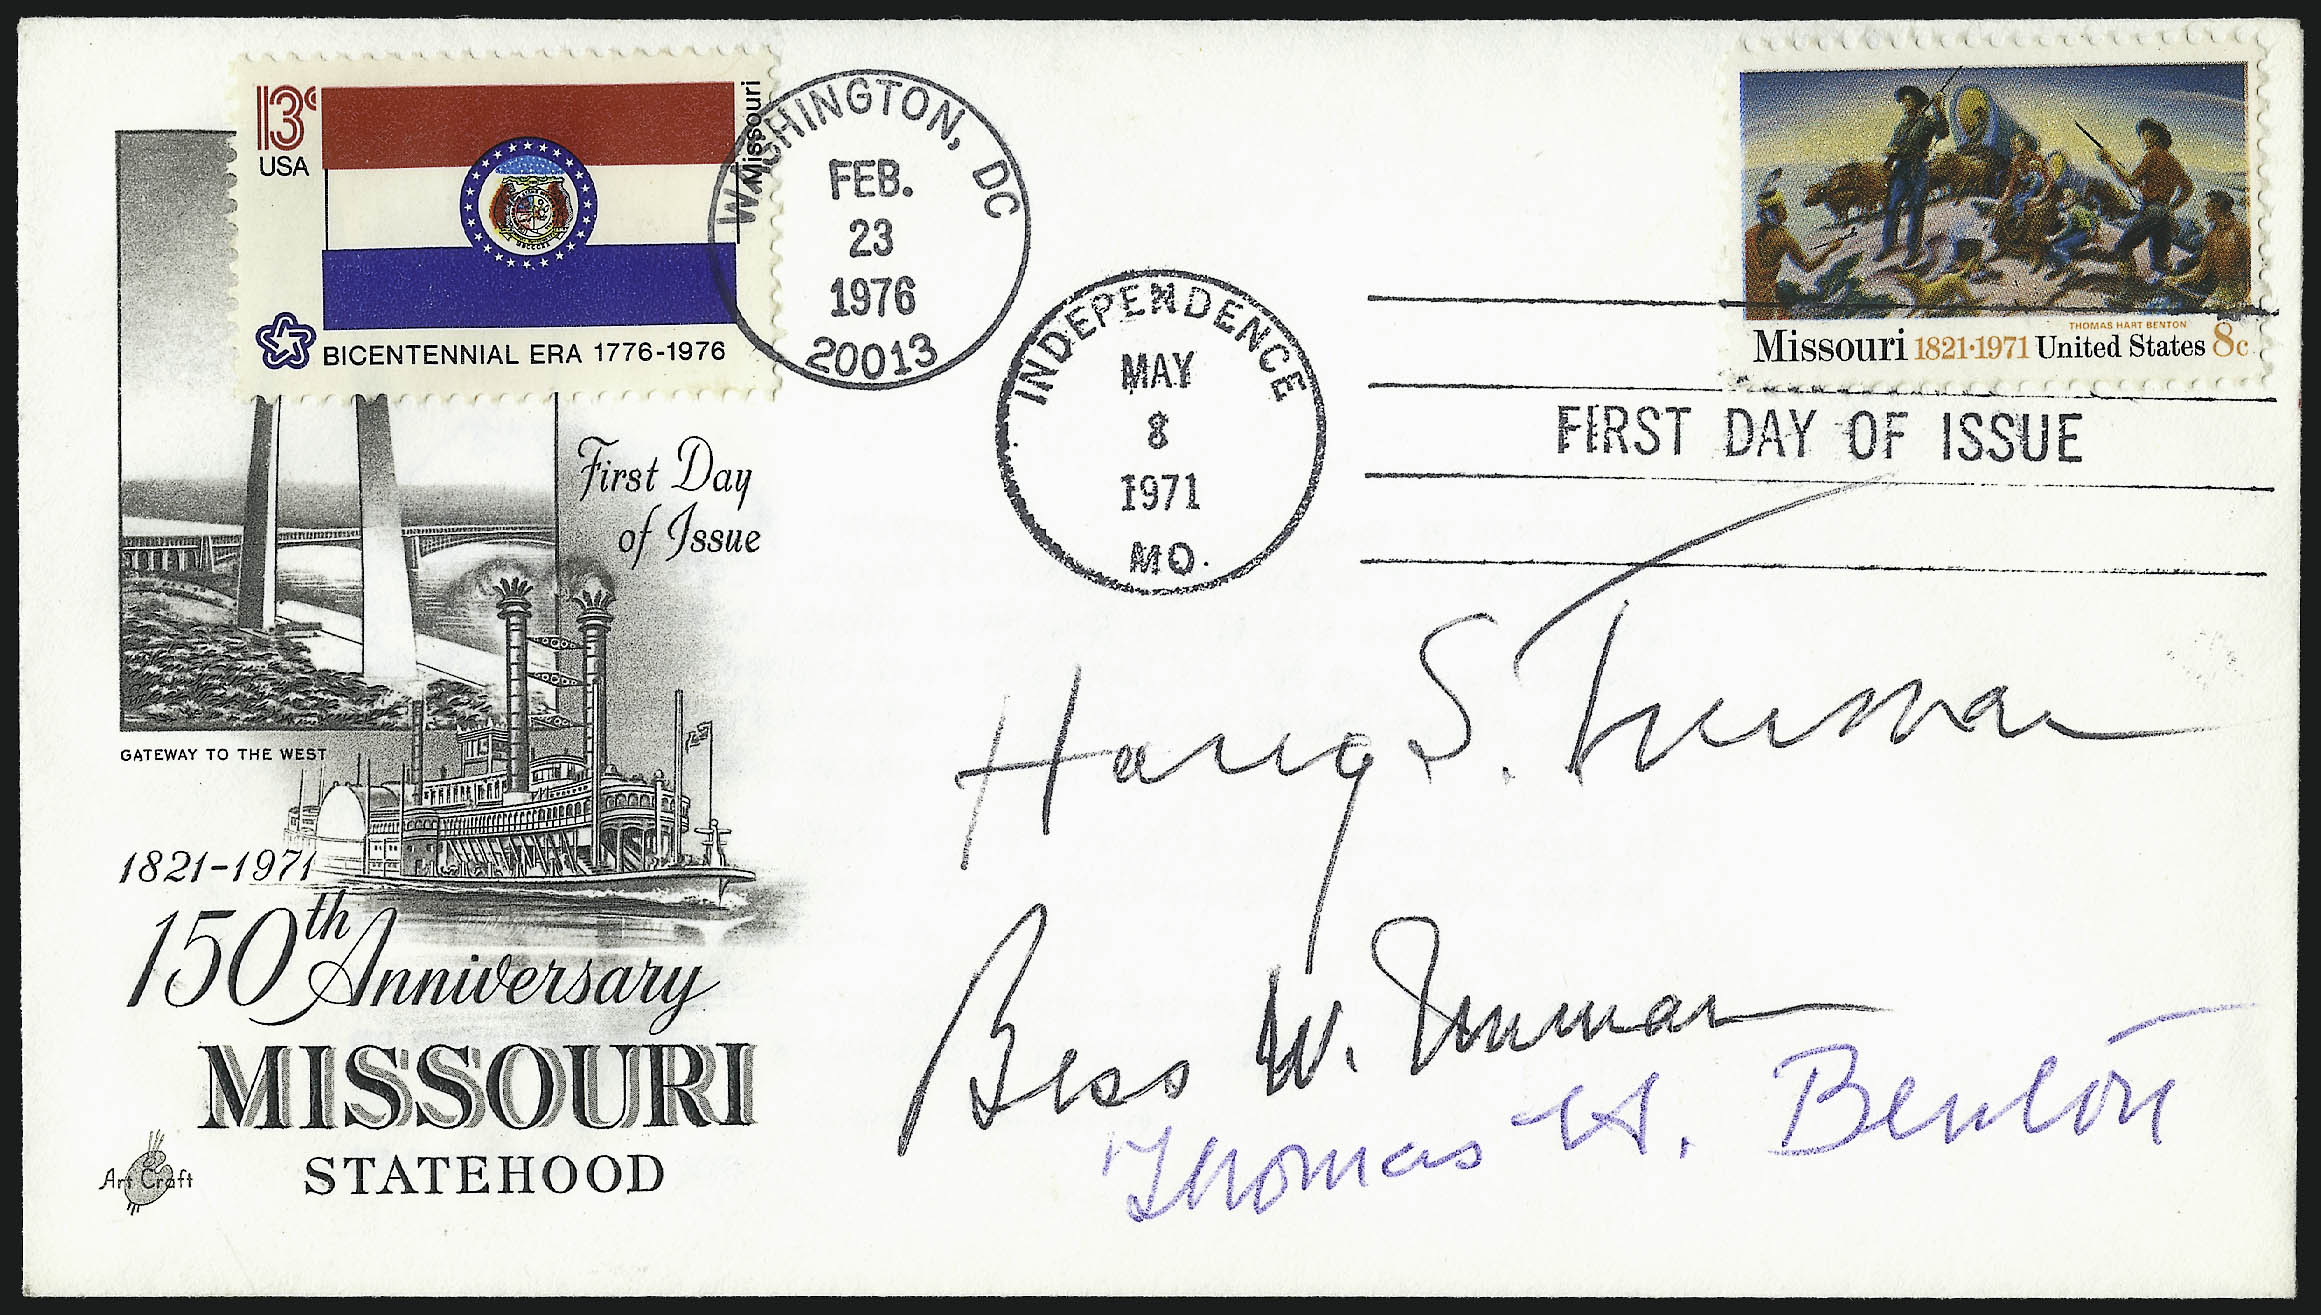 13c
USA
Missouri
BICENTENNIAL ERA 1776-1976
WASHINGTON, DC
FEB.
23
1976
20013
INDEPENDENCE
MAY
8
1971
MO.
THOMAS HART BENTON
Missouri 1821·1971 United States 8c
FIRST DAY OF ISSUE
First Day
of Issue
GATEWAY TO THE WEST
1821-1971
150th Anniversary
MISSOURI
STATEHOOD
Art Craft
Harry S. Truman
Bess W. Truman
Thomas H. Benton